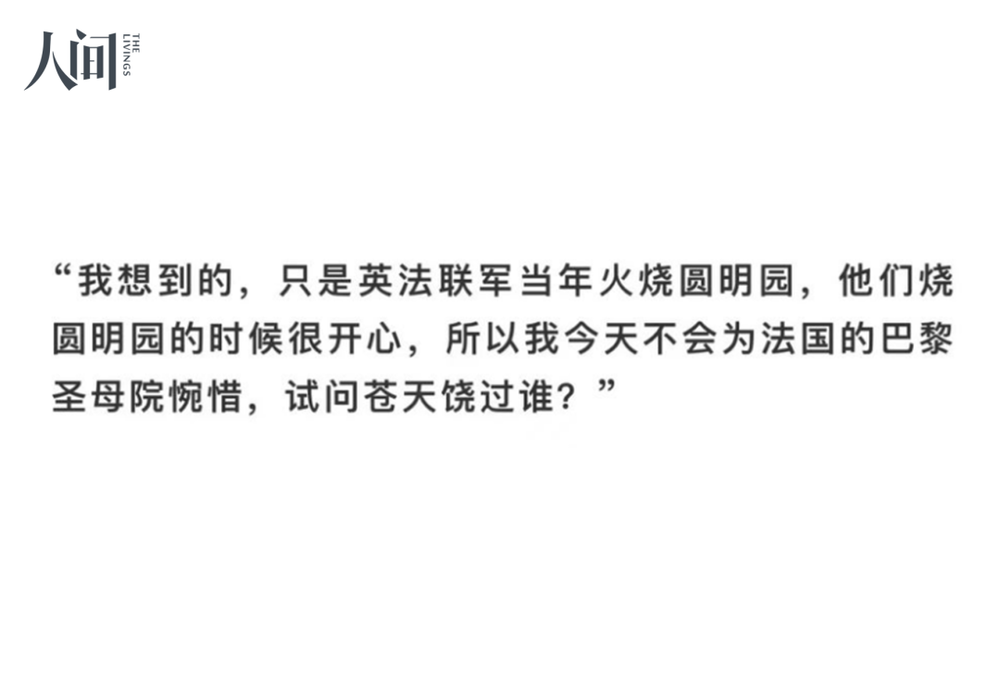 人间
THE
LIVINGS
“我想到的，只是英法联军当年火烧圆明园，他们烧
圆明园的时候很开心，所以我今天不会为法国的巴黎
圣母院惋惜，试问苍天饶过谁？”